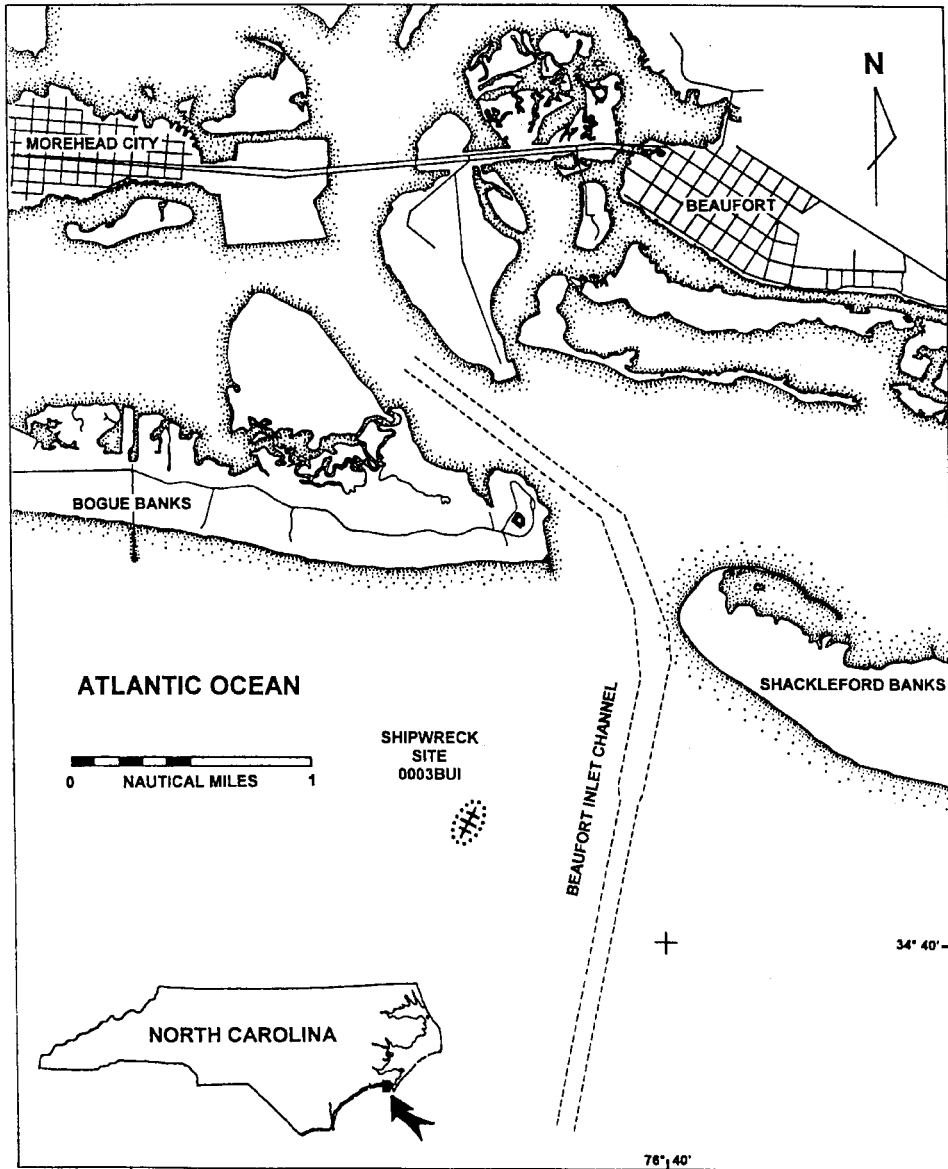 N
MOREHEAD CITY
BEAUFORT
BOGUE BANKS
ATLANTIC OCEAN
SHACKLEFORD BANKS
SHIPWRECK
SITE
0003BUI
0 NAUTICAL MILES 1
BEAUFORT INLET CHANNEL
34° 40'
NORTH CAROLINA
76° 40'